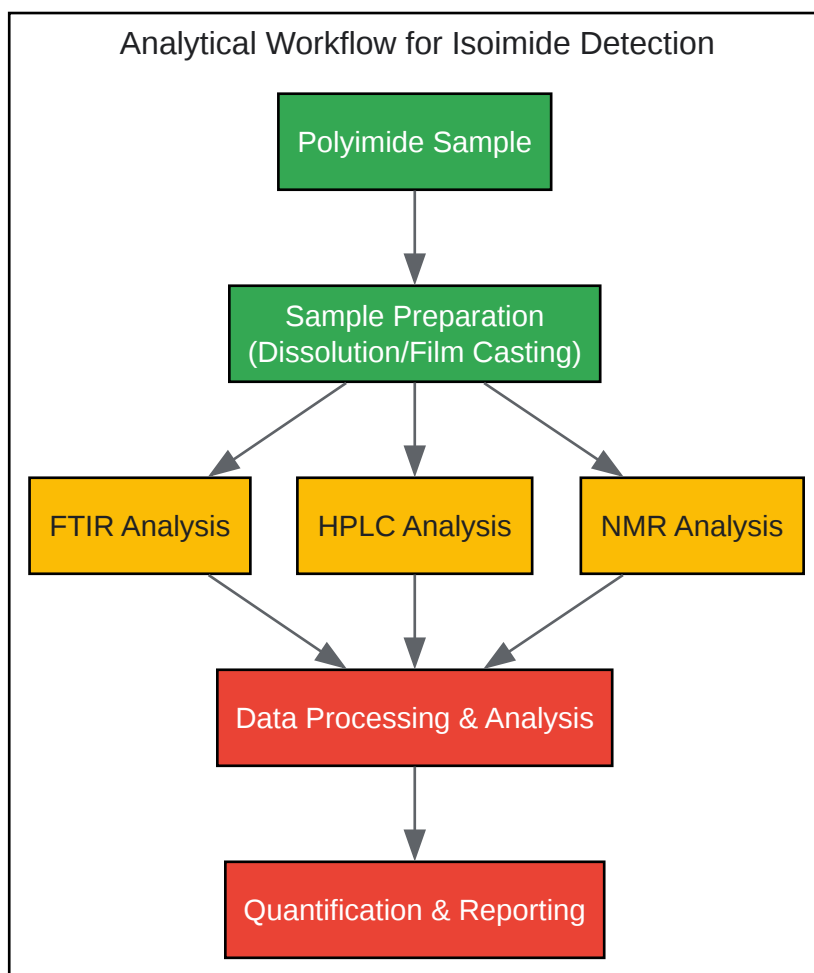 Analytical Workflow for Isoimide Detection
Polyimide Sample
Sample Preparation
(Dissolution/Film Casting)
FTIR Analysis
HPLC Analysis
NMR Analysis
Data Processing & Analysis
Quantification & Reporting